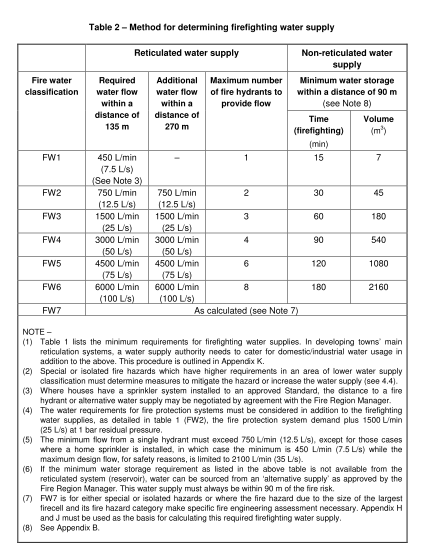 Table 2 – Method for determining firefighting water supply
Reticulated water supply
Non-reticulated water
supply
Fire water
classification
Required
water flow
within a
distance of
135 m
Additional
water flow
within a
distance of
270 m
Maximum number
of fire hydrants to
provide flow
Minimum water storage
within a distance of 90 m
(see Note 8)
Time
(firefighting)
(min)
Volume
(m³)
FW1 450 L/min – 1 15 7
(7.5 L/s)
(See Note 3)
FW2 750 L/min 750 L/min 2 30 45
(12.5 L/s) (12.5 L/s)
FW3 1500 L/min 1500 L/min 3 60 180
(25 L/s) (25 L/s)
FW4 3000 L/min 3000 L/min 4 90 540
(50 L/s) (50 L/s)
FW5 4500 L/min 4500 L/min 6 120 1080
(75 L/s) (75 L/s)
FW6 6000 L/min 6000 L/min 8 180 2160
(100 L/s) (100 L/s)
FW7 As calculated (see Note 7)
NOTE –
(1) Table 1 lists the minimum requirements for firefighting water supplies. In developing towns' main
reticulation systems, a water supply authority needs to cater for domestic/industrial water usage in
addition to the above. This procedure is outlined in Appendix K.
(2) Special or isolated fire hazards which have higher requirements in an area of lower water supply
classification must determine measures to mitigate the hazard or increase the water supply (see 4.4).
(3) Where houses have a sprinkler system installed to an approved Standard, the distance to a fire
hydrant or alternative water supply may be negotiated by agreement with the Fire Region Manager.
(4) The water requirements for fire protection systems must be considered in addition to the firefighting
water supplies, as detailed in table 1 (FW2), the fire protection system demand plus 1500 L/min
(25 L/s) at 1 bar residual pressure.
(5) The minimum flow from a single hydrant must exceed 750 L/min (12.5 L/s), except for those cases
where a home sprinkler is installed, in which case the minimum is 450 L/min (7.5 L/s) while the
maximum design flow, for safety reasons, is limited to 2100 L/min (35 L/s).
(6) If the minimum water storage requirement as listed in the above table is not available from the
reticulated system (reservoir), water can be sourced from an 'alternative supply' as approved by the
Fire Region Manager. This water supply must always be within 90 m of the fire risk.
(7) FW7 is for either special or isolated hazards or where the fire hazard due to the size of the largest
firecell and its fire hazard category make specific fire engineering assessment necessary. Appendix H
and J must be used as the basis for calculating this required firefighting water supply.
(8) See Appendix B.